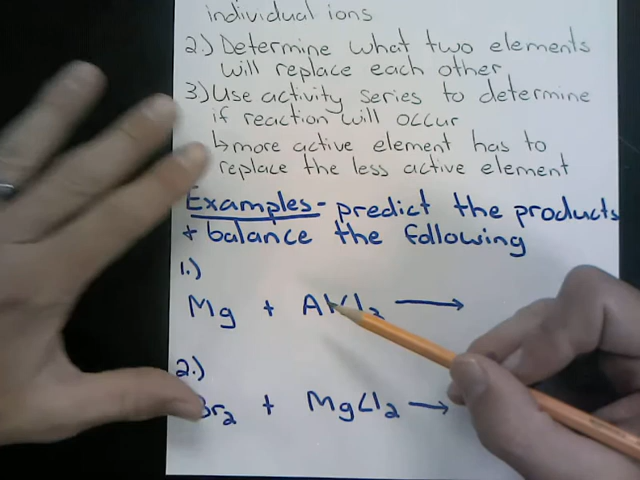 individual ions
2.) Determine what two elements
will replace each other
3.) Use activity series to determine
if reaction will occur
↳ more active element has to
replace the less active element
Examples - predict the products
+ balance the following
1.)
Mg + AlCl₃ ⟶
2.)
Br₂ + MgCl₂ ⟶